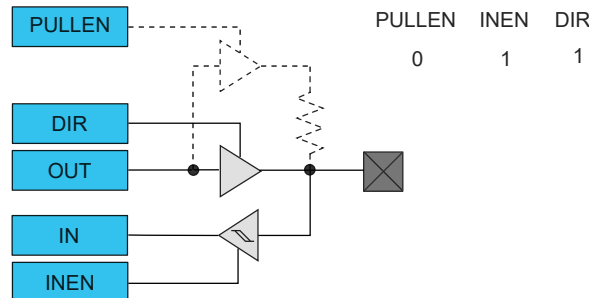 PULLEN
PULLEN INEN DIR
0 1 1
DIR
OUT
IN
INEN